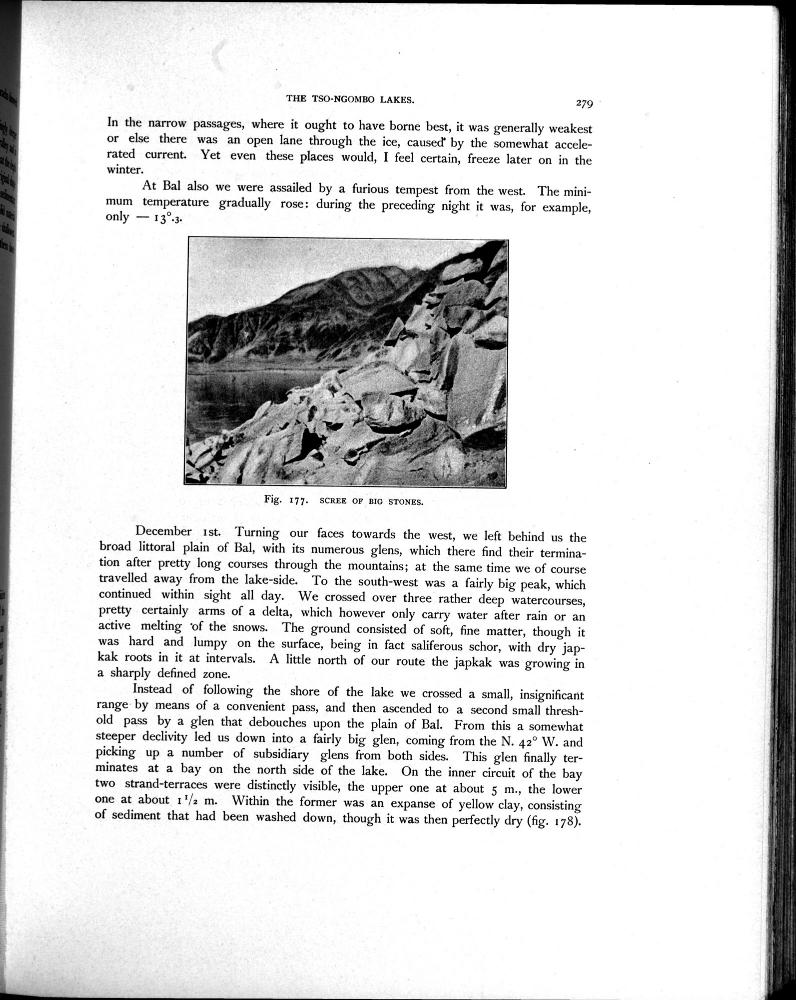 THE TSO-NGOMBO LAKES.
279
In the narrow passages, where it ought to have borne best, it was generally weakest
or else there was an open lane through the ice, caused by the somewhat accele-
rated current. Yet even these places would, I feel certain, freeze later on in the
winter.
At Bal also we were assailed by a furious tempest from the west. The mini-
mum temperature gradually rose: during the preceding night it was, for example,
only — 13°.3.
Fig. 177. SCREE OF BIG STONES.
December 1st. Turning our faces towards the west, we left behind us the
broad littoral plain of Bal, with its numerous glens, which there find their termina-
tion after pretty long courses through the mountains; at the same time we of course
travelled away from the lake-side. To the south-west was a fairly big peak, which
continued within sight all day. We crossed over three rather deep watercourses,
pretty certainly arms of a delta, which however only carry water after rain or an
active melting of the snows. The ground consisted of soft, fine matter, though it
was hard and lumpy on the surface, being in fact saliferous schor, with dry jap-
kak roots in it at intervals. A little north of our route the japkak was growing in
a sharply defined zone.
Instead of following the shore of the lake we crossed a small, insignificant
range by means of a convenient pass, and then ascended to a second small thresh-
old pass by a glen that debouches upon the plain of Bal. From this a somewhat
steeper declivity led us down into a fairly big glen, coming from the N. 42° W. and
picking up a number of subsidiary glens from both sides. This glen finally ter-
minates at a bay on the north side of the lake. On the inner circuit of the bay
two strand-terraces were distinctly visible, the upper one at about 5 m., the lower
one at about 1 1/2 m. Within the former was an expanse of yellow clay, consisting
of sediment that had been washed down, though it was then perfectly dry (fig. 178).